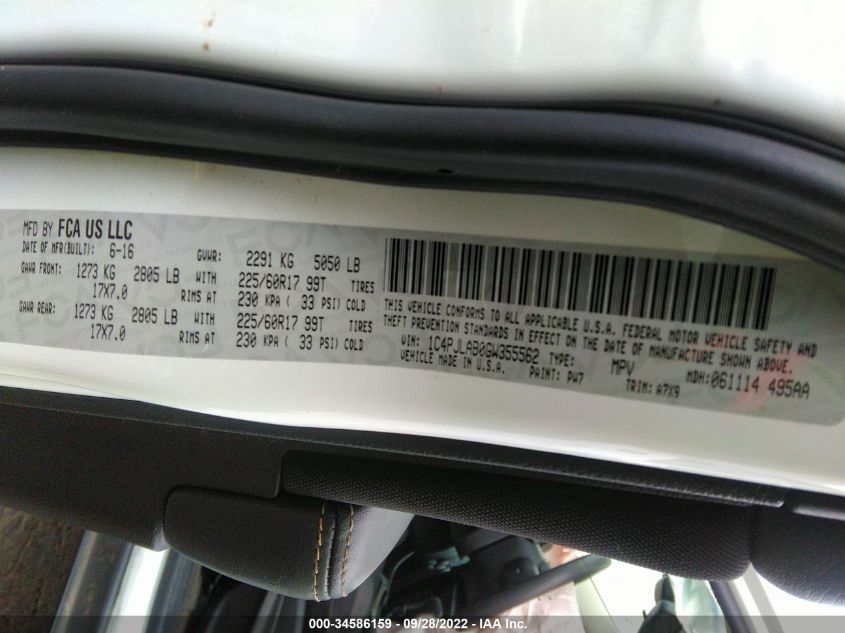 MFD BY FCA US LLC
DATE OF MFR(BUILT): 6-16 GVWR: 2291 KG 5050 LB
GAWR FRONT: 1273 KG 2805 LB WITH 225/60R17 99T TIRES
17X7.0 RIMS AT 230 KPA ( 33 PSI) COLD
GAWR REAR: 1273 KG 2805 LB WITH 225/60R17 99T TIRES
17X7.0 RIMS AT 230 KPA ( 33 PSI) COLD
THIS VEHICLE CONFORMS TO ALL APPLICABLE U.S.A. FEDERAL MOTOR VEHICLE SAFETY AND
THEFT PREVENTION STANDARDS IN EFFECT ON THE DATE OF MANUFACTURE SHOWN ABOVE.
VIN: 1C4PJLAB0GW355562 TYPE: MPV MDH:061114 495AA
VEHICLE MADE IN U.S.A. PAINT: PW7 TRIM: A7X9
000-34586159 - 09/28/2022 - IAA Inc.